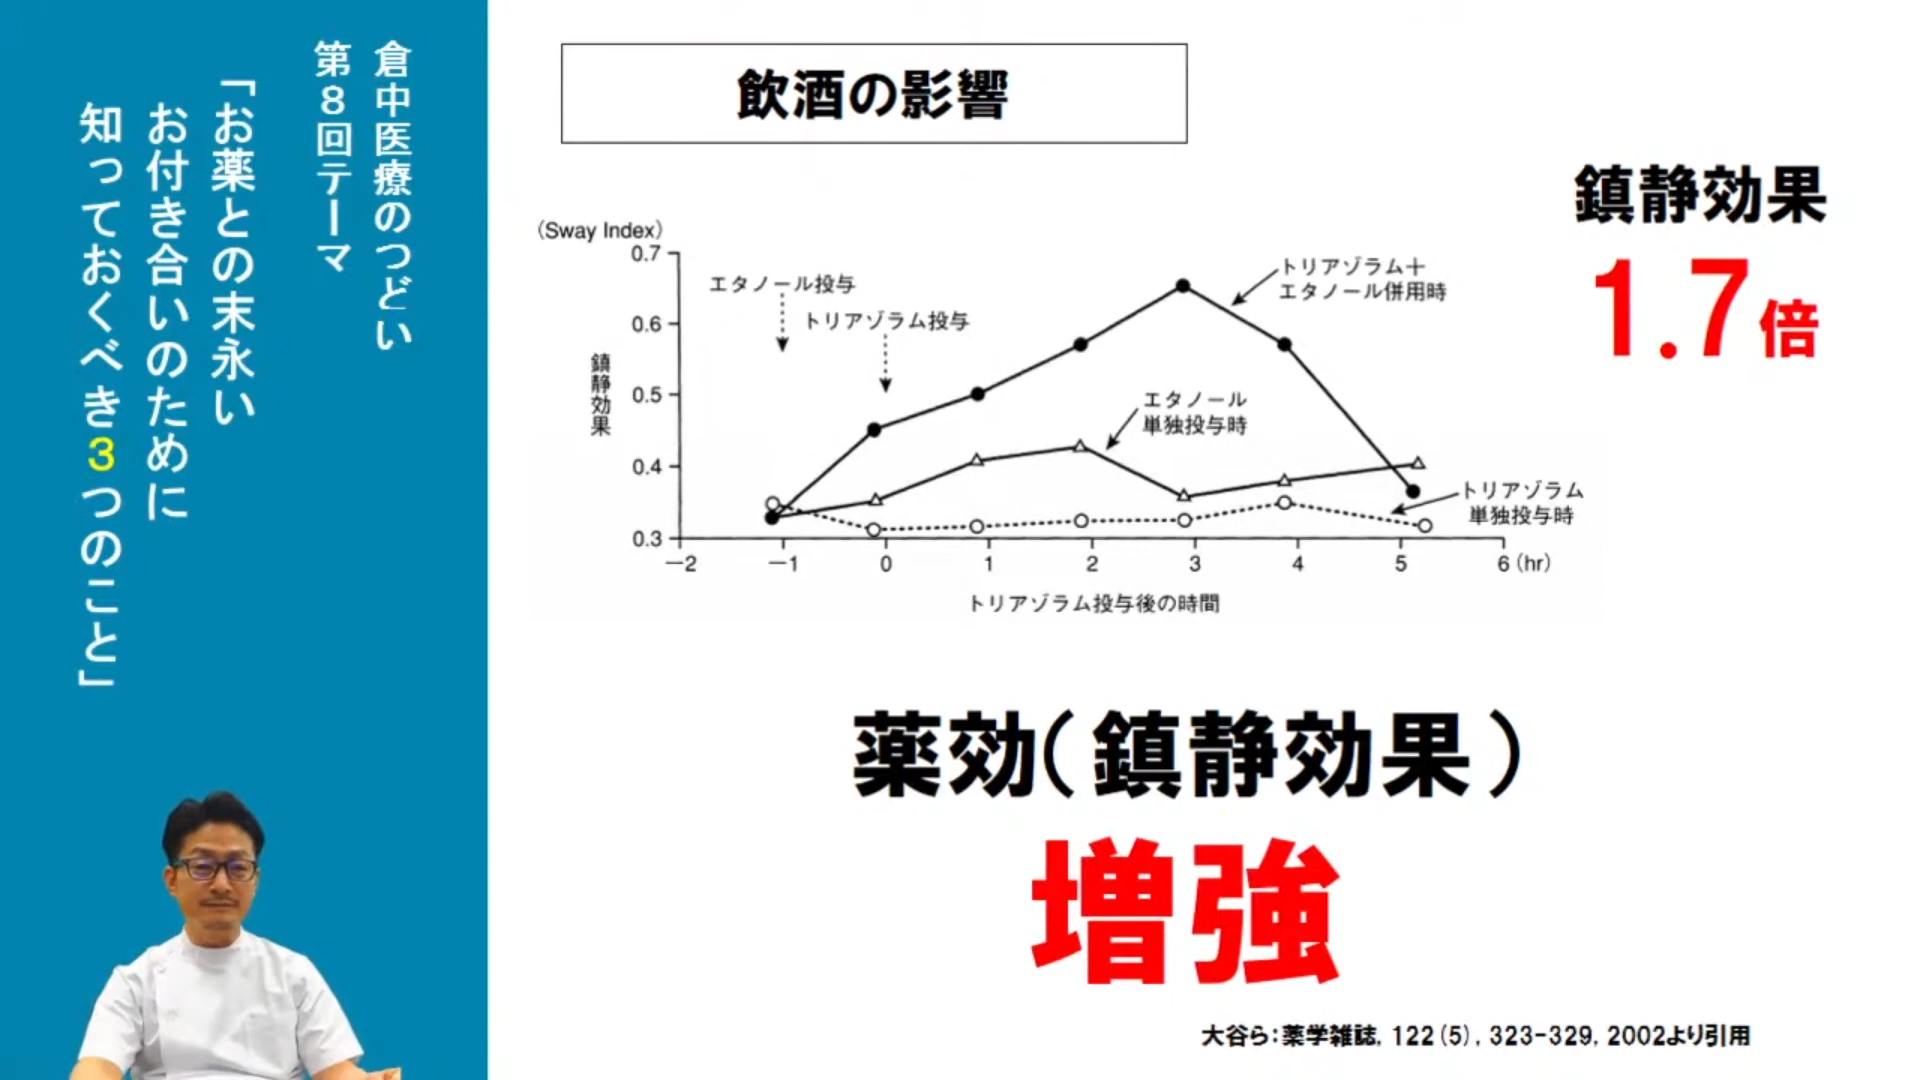 倉中医療のつどい
第８回テーマ
「お薬との末永い
お付き合いのために
知っておくべき３つのこと」
飲酒の影響
鎮静効果
1.7倍
(Sway Index)
0.7
0.6
0.5
0.4
0.3
鎮静効果
エタノール投与
トリアゾラム投与
トリアゾラム＋
エタノール併用時
エタノール
単独投与時
トリアゾラム
単独投与時
－2 －1 0 1 2 3 4 5 6 (hr)
トリアゾラム投与後の時間
薬効（鎮静効果）
増強
大谷ら：薬学雑誌, 122(5), 323-329, 2002より引用